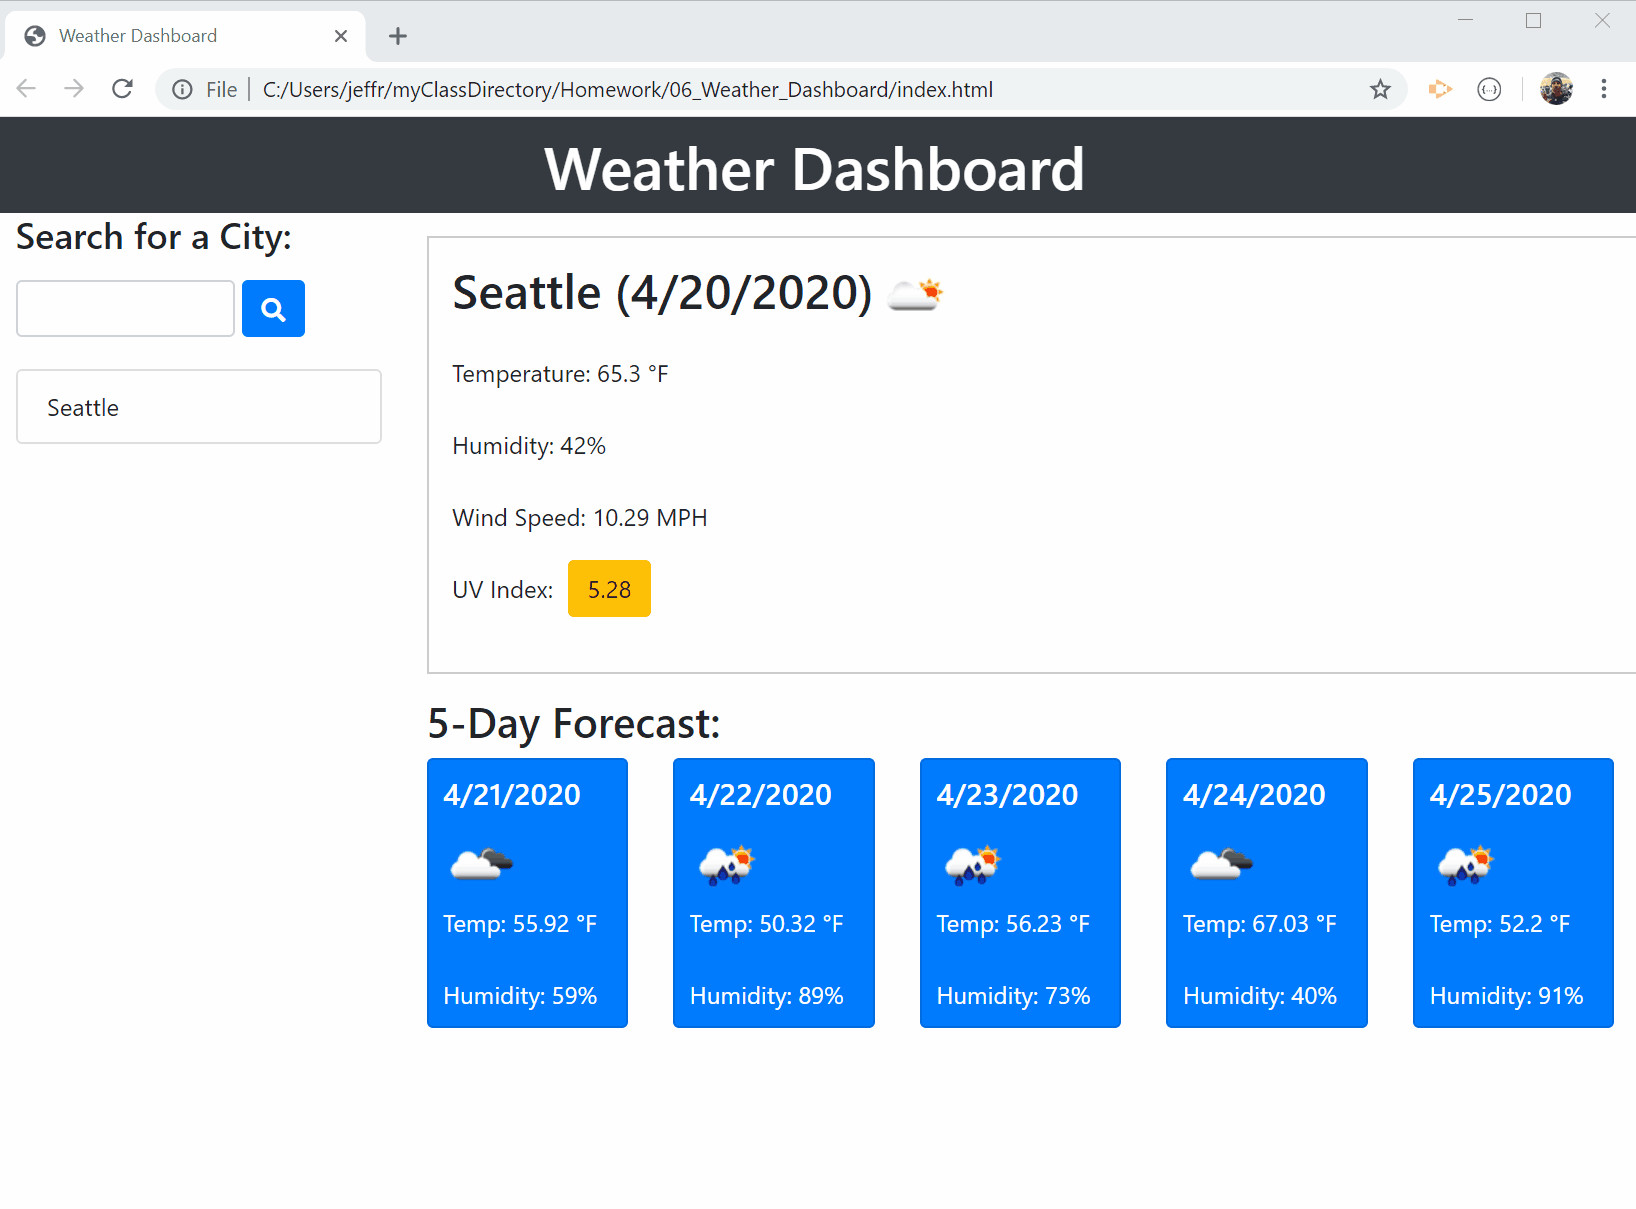 Weather Dashboard
File
C:/Users/jeffr/myClassDirectory/Homework/06_Weather_Dashboard/index.html
Weather Dashboard
Search for a City:
Seattle
Seattle (4/20/2020)
Temperature: 65.3 °F
Humidity: 42%
Wind Speed: 10.29 MPH
UV Index: 5.28
5-Day Forecast:
4/21/2020
Temp: 55.92 °F
Humidity: 59%
4/22/2020
Temp: 50.32 °F
Humidity: 89%
4/23/2020
Temp: 56.23 °F
Humidity: 73%
4/24/2020
Temp: 67.03 °F
Humidity: 40%
4/25/2020
Temp: 52.2 °F
Humidity: 91%